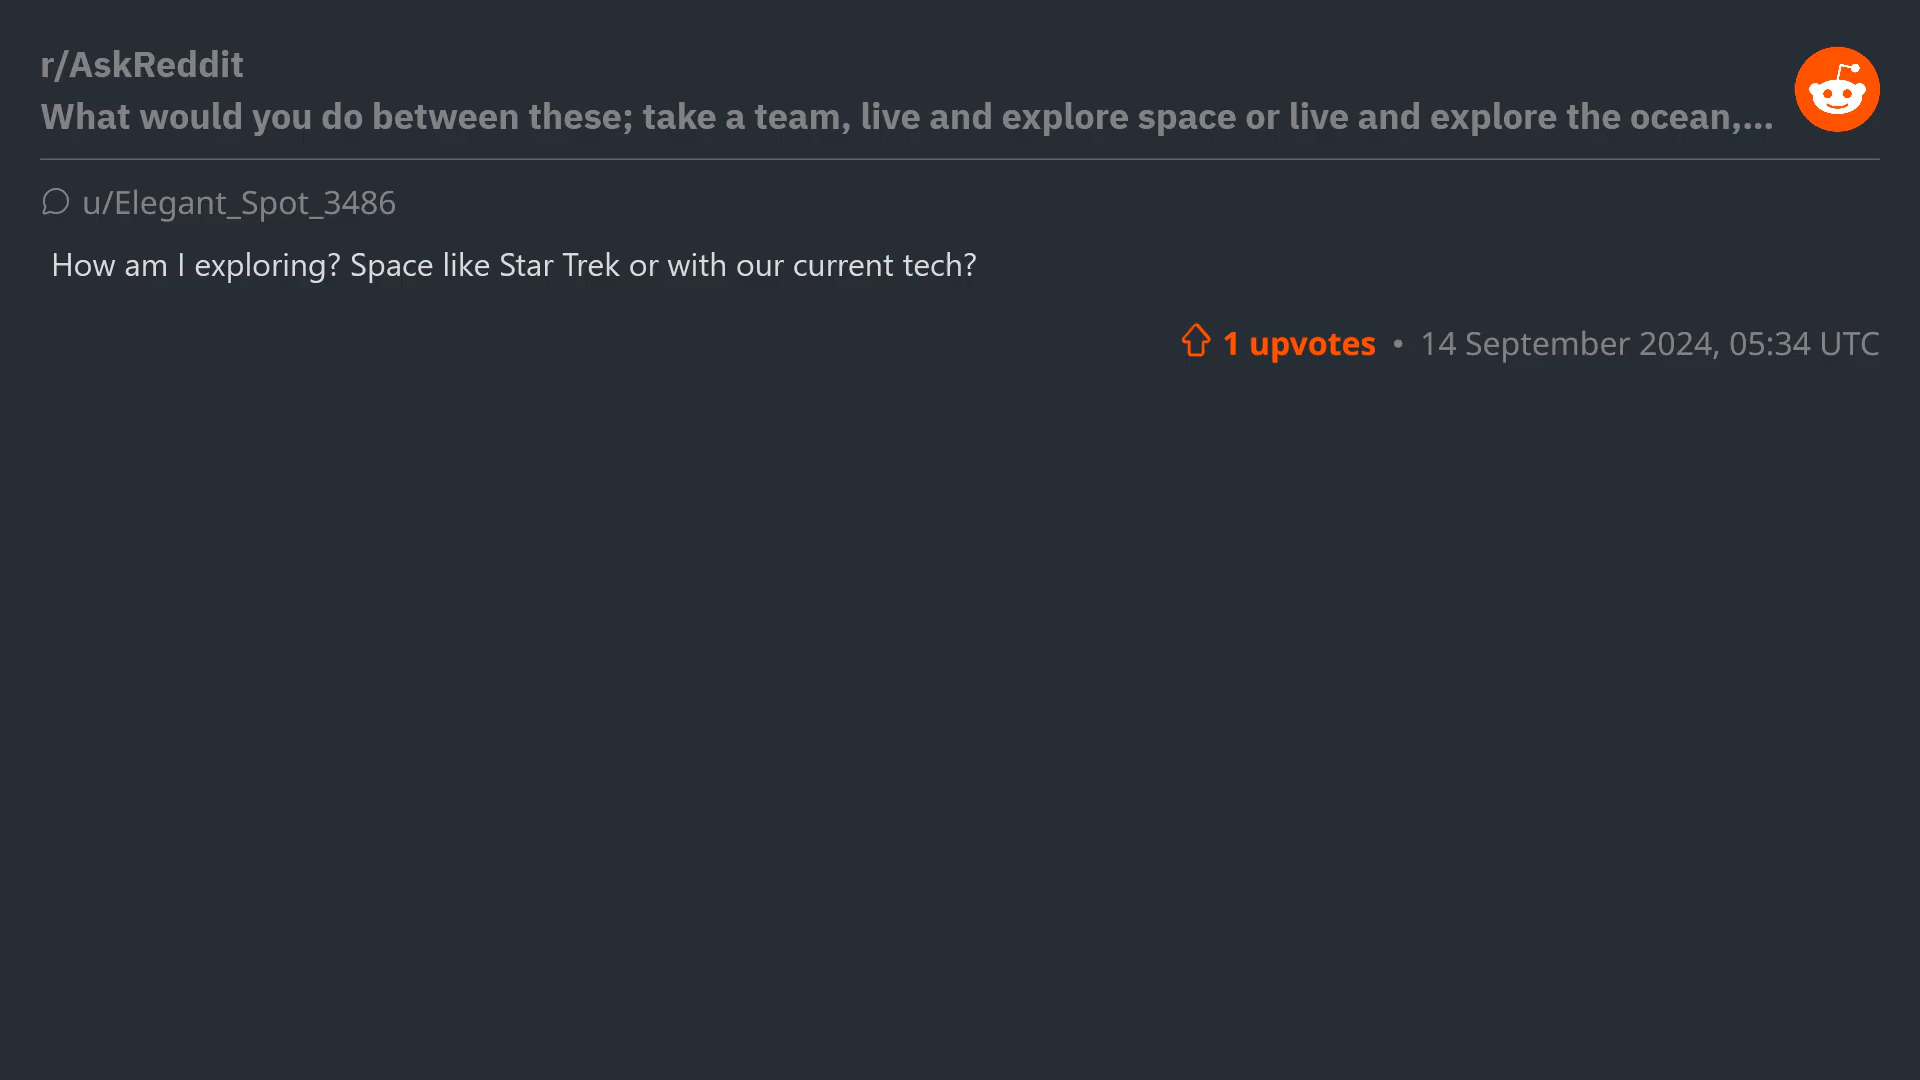 r/AskReddit
What would you do between these; take a team, live and explore space or live and explore the ocean,...
u/Elegant_Spot_3486
How am I exploring? Space like Star Trek or with our current tech?
1 upvotes • 14 September 2024, 05:34 UTC